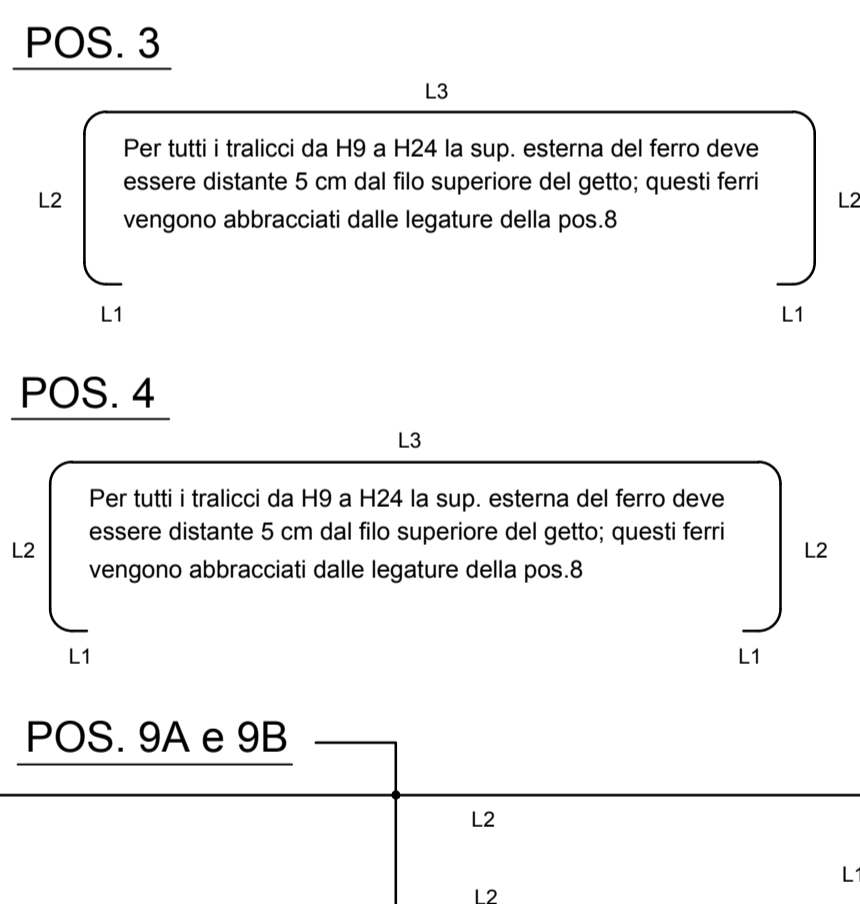 POS. 3
L3
Per tutti i tralicci da H9 a H24 la sup. esterna del ferro deve
essere distante 5 cm dal filo superiore del getto; questi ferri
vengono abbracciati dalle legature della pos.8
L2
L2
L1
L1
POS. 4
L3
Per tutti i tralicci da H9 a H24 la sup. esterna del ferro deve
essere distante 5 cm dal filo superiore del getto; questi ferri
vengono abbracciati dalle legature della pos.8
L2
L2
L1
L1
POS. 9A e 9B
L2
L1
L2